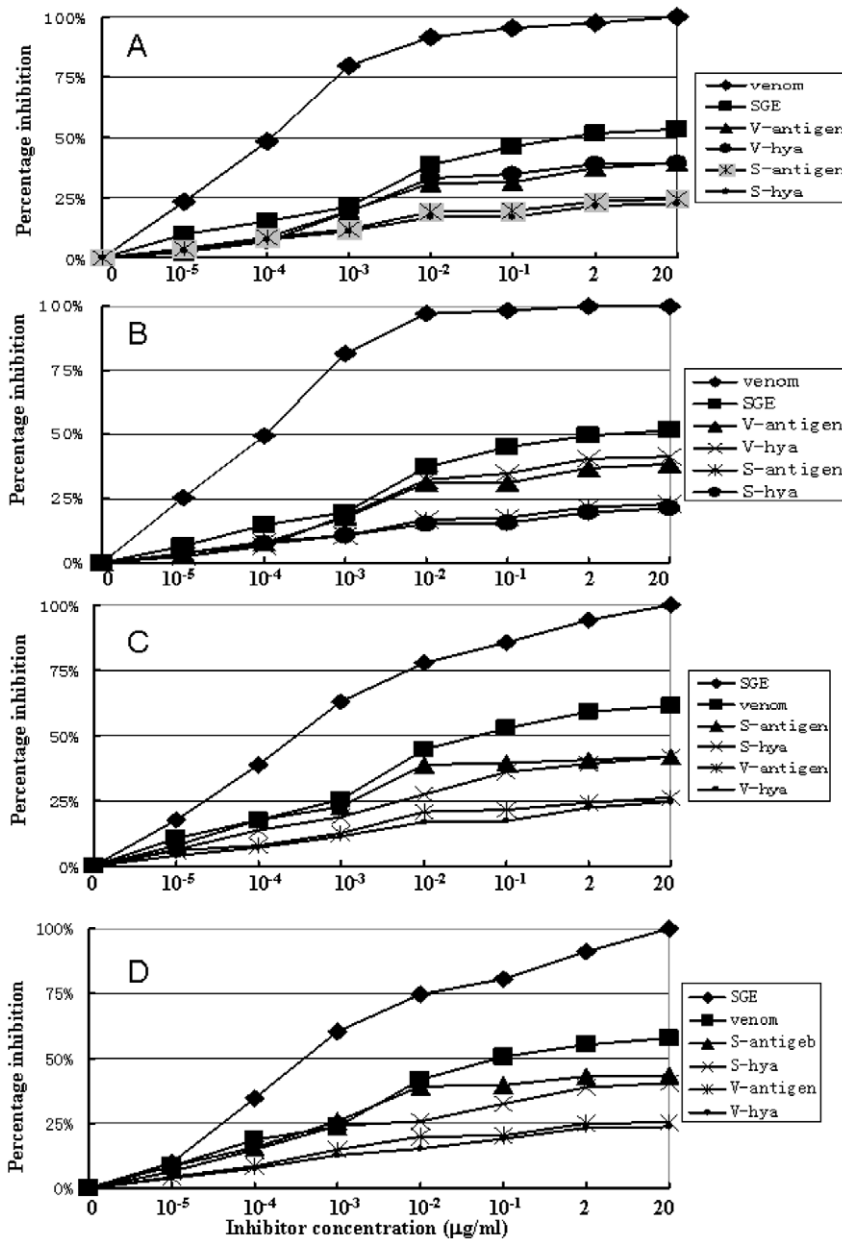 A
Percentage inhibition
100%
75%
50%
25%
0%
0 10⁻⁵ 10⁻⁴ 10⁻³ 10⁻² 10⁻¹ 2 20
venom
SGE
V-antigen
V-hya
S-antigen
S-hya
B
Percentage inhibition
100%
75%
50%
25%
0%
0 10⁻⁵ 10⁻⁴ 10⁻³ 10⁻² 10⁻¹ 2 20
venom
SGE
V-antigen
V-hya
S-antigen
S-hya
C
Percentage inhibition
100%
75%
50%
25%
0%
0 10⁻⁵ 10⁻⁴ 10⁻³ 10⁻² 10⁻¹ 2 20
SGE
venom
S-antigen
S-hya
V-antigen
V-hya
D
Percentage inhibition
100%
75%
50%
25%
0%
0 10⁻⁵ 10⁻⁴ 10⁻³ 10⁻² 10⁻¹ 2 20
Inhibitor concentration (µg/ml)
SGE
venom
S-antigeb
S-hya
V-antigen
V-hya